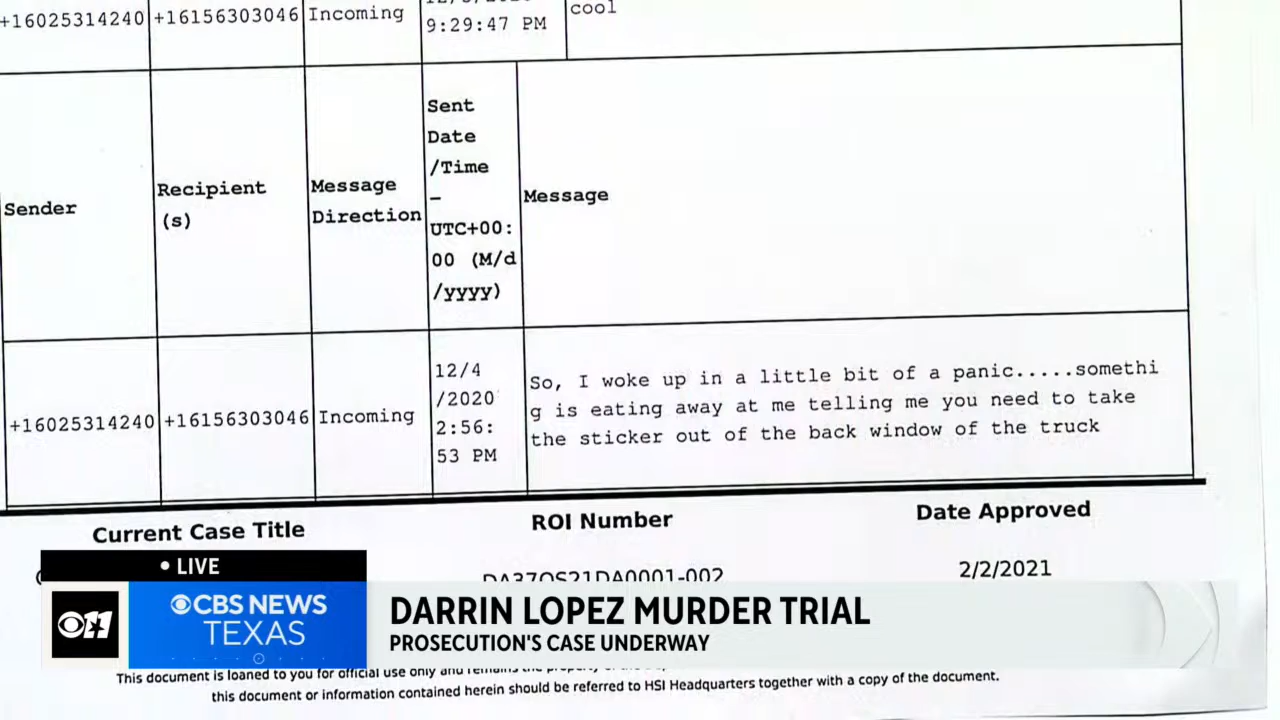 +16025314240 +16156303046 Incoming 9:29:47 PM cool
Sender
Recipient
(s)
Message
Direction
Sent
Date
/Time
–
UTC+00:
00 (M/d
/yyyy)
Message
+16025314240 +16156303046 Incoming
12/4
/2020
2:56:
53 PM
So, I woke up in a little bit of a panic.....somethi
g is eating away at me telling me you need to take
the sticker out of the back window of the truck
Current Case Title
ROI Number
Date Approved
DA37QS21DA0001-002
2/2/2021
• LIVE
CBS NEWS
TEXAS
DARRIN LOPEZ MURDER TRIAL
PROSECUTION'S CASE UNDERWAY
This document is loaned to you for official use only and remains the property of the
this document or information contained herein should be referred to HSI Headquarters together with a copy of the document.